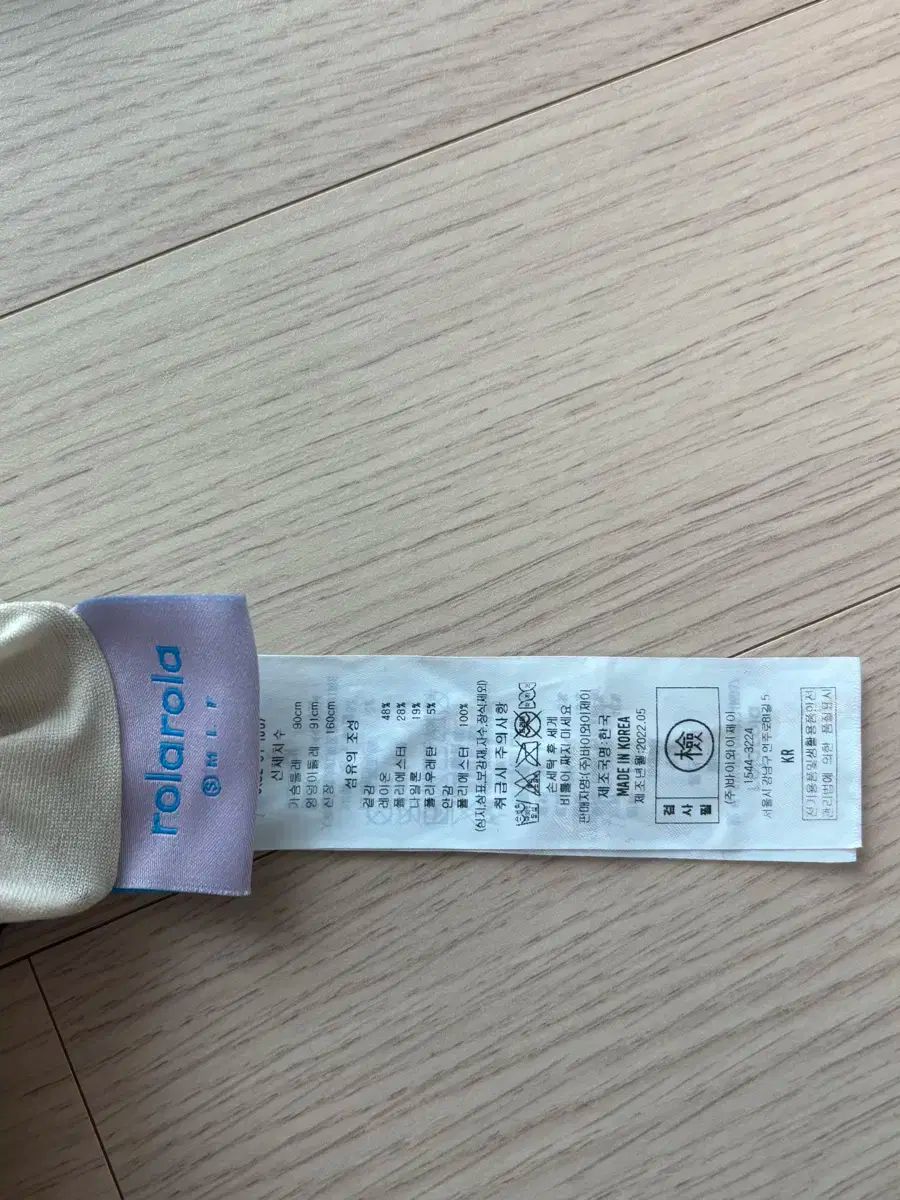 rolarola
Ⓢ M L F
신체치수
가슴둘레 90cm
엉덩이둘레 91cm
신장 160cm
섬유의 조성
겉감
레이온 48%
폴리에스터 28%
나일론 19%
폴리우레탄 5%
안감
폴리에스터 100%
(심지,심포,보강재,자수,장식제외)
취급시 주의사항
손세탁 후 세게
비틀어 짜지 마세요
판매자명:(주)바이와이제이
제조국명:한국
MADE IN KOREA
제조년월:2022.05
검사필
檢
(주)바이와이제이
1544-3224
서울시 강남구 언주로81길 5
KR
전기용품및생활용품안전
관리법에 의한 품질표시